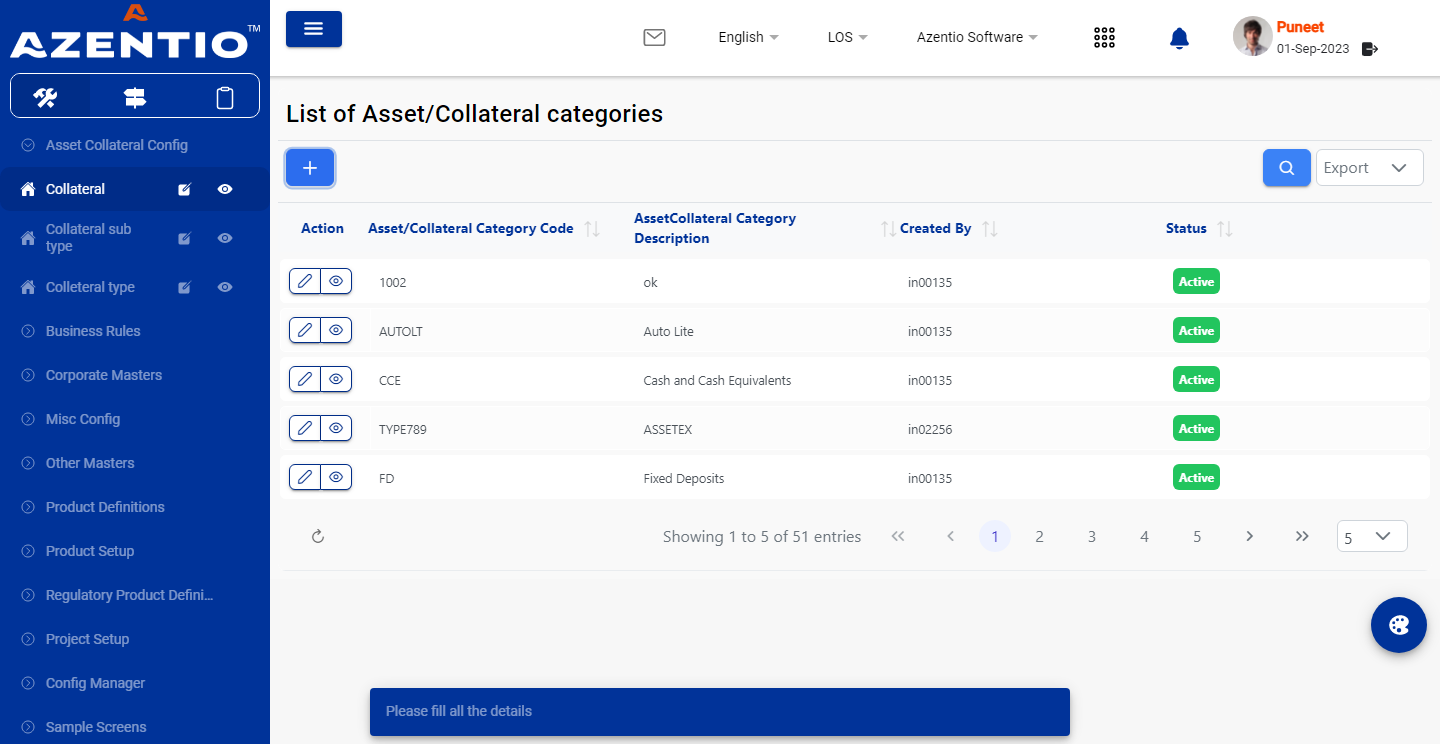 AZENTIO™
English
LOS
Azentio Software
Puneet
01-Sep-2023
Asset Collateral Config
Collateral
Collateral sub
type
Colleteral type
Business Rules
Corporate Masters
Misc Config
Other Masters
Product Definitions
Product Setup
Regulatory Product Defini...
Project Setup
Config Manager
Sample Screens
List of Asset/Collateral categories
Export
Action Asset/Collateral Category Code AssetCollateral Category
Description Created By Status
1002 ok in00135 Active
AUTOLT Auto Lite in00135 Active
CCE Cash and Cash Equivalents in00135 Active
TYPE789 ASSETEX in02256 Active
FD Fixed Deposits in00135 Active
Showing 1 to 5 of 51 entries 1 2 3 4 5 5
Please fill all the details